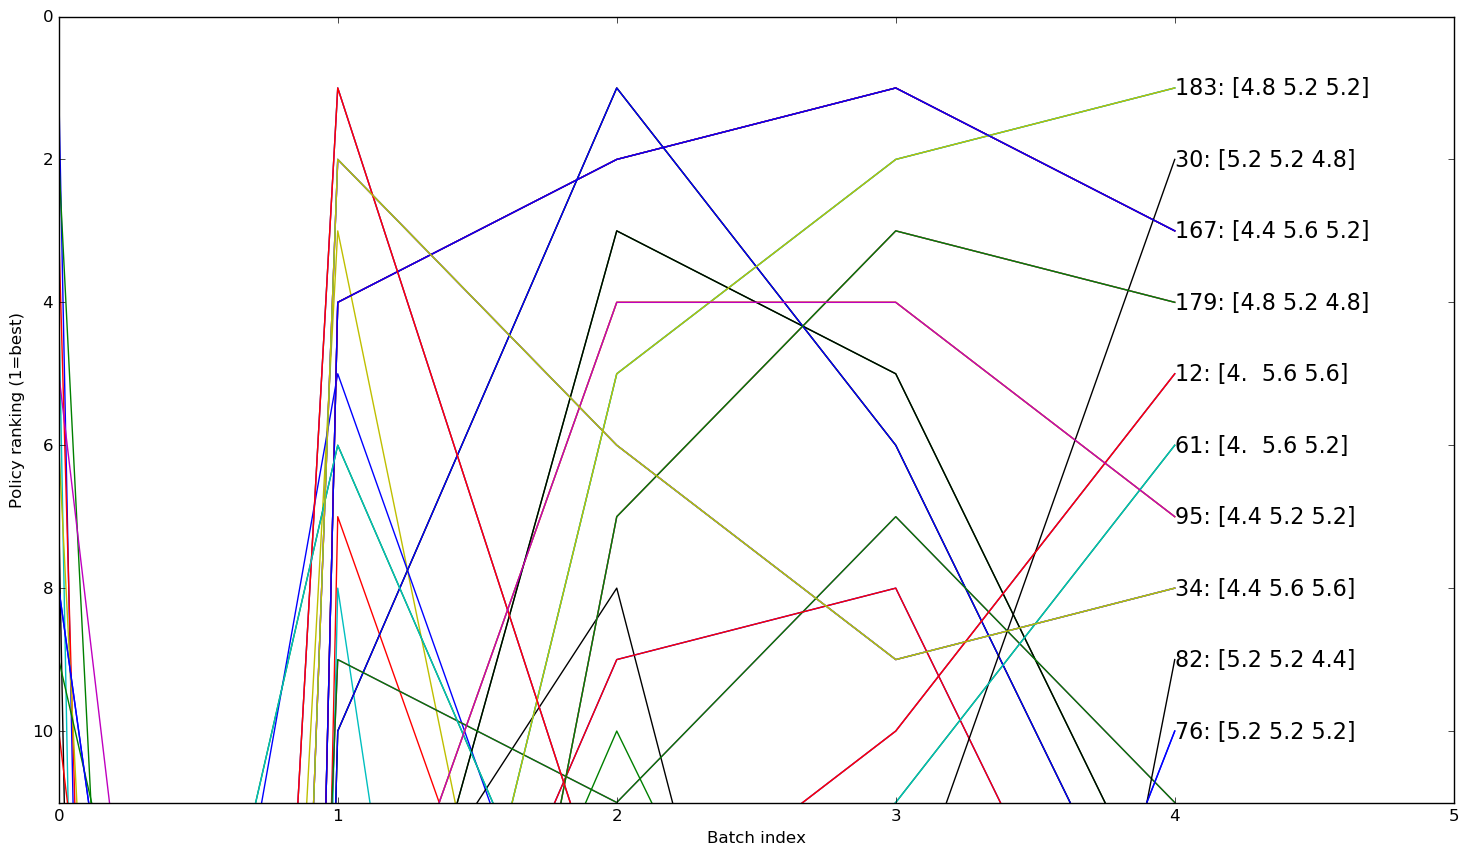 0
2
4
6
8
10
Policy ranking (1=best)
183: [4.8 5.2 5.2]
30: [5.2 5.2 4.8]
167: [4.4 5.6 5.2]
179: [4.8 5.2 4.8]
12: [4.  5.6 5.6]
61: [4.  5.6 5.2]
95: [4.4 5.2 5.2]
34: [4.4 5.6 5.6]
82: [5.2 5.2 4.4]
76: [5.2 5.2 5.2]
0 1 2 3 4 5
Batch index